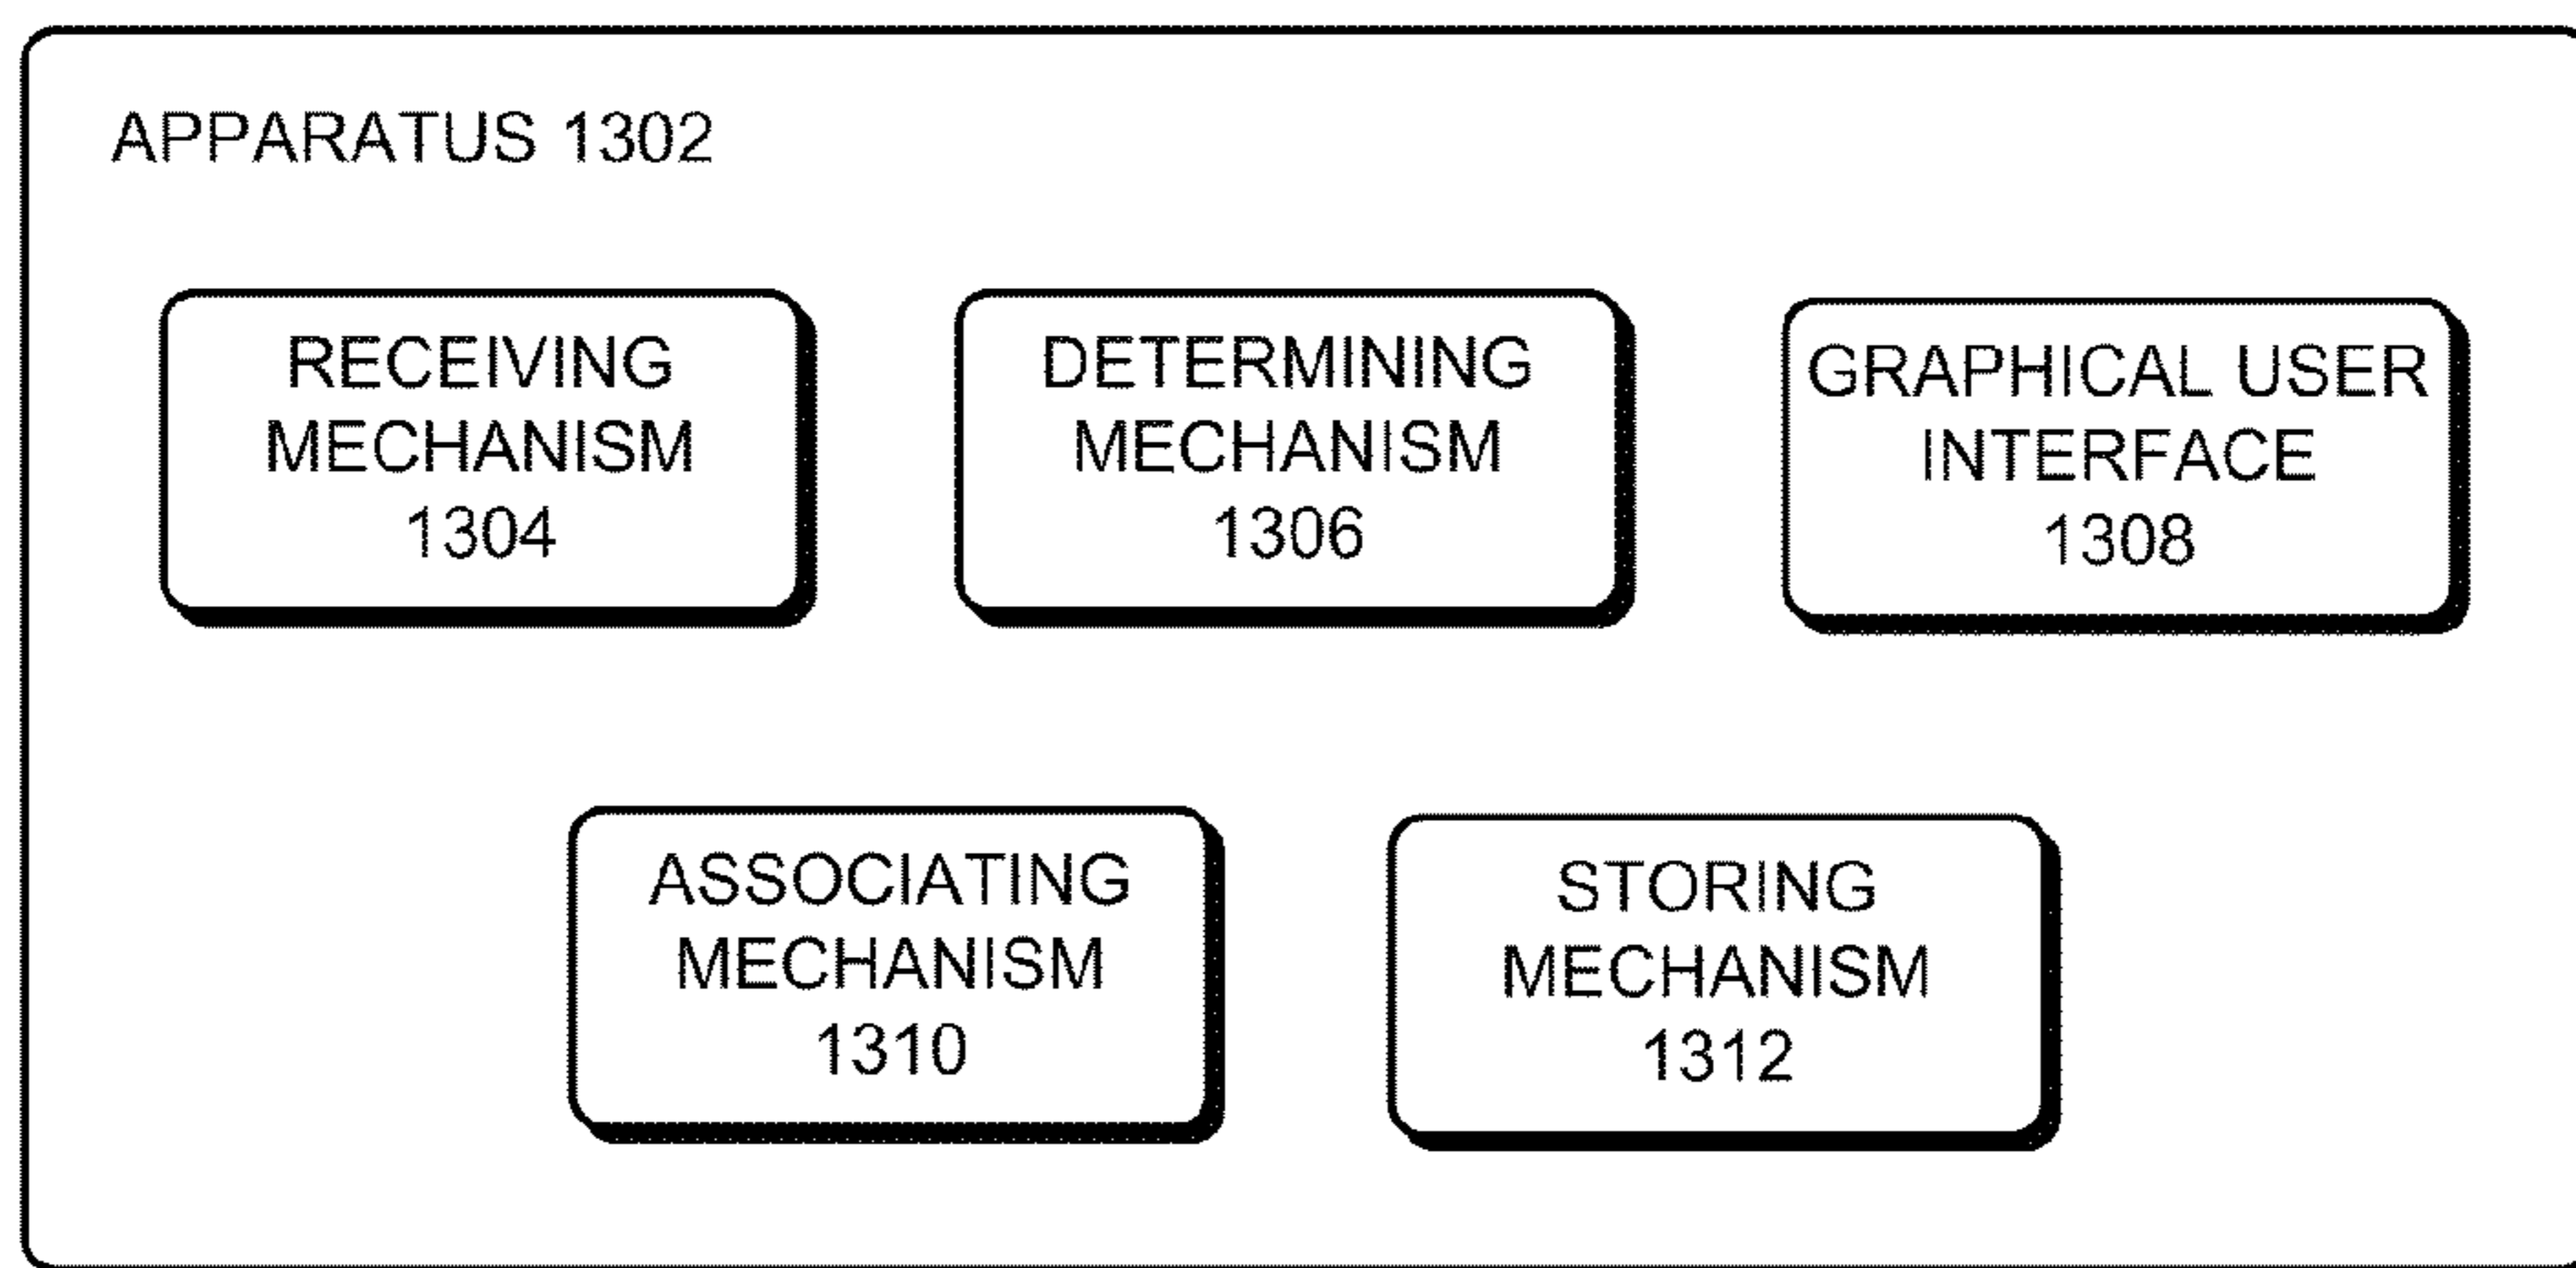 APPARATUS 1302
RECEIVING
MECHANISM
1304
DETERMINING
MECHANISM
1306
GRAPHICAL USER
INTERFACE
1308
ASSOCIATING
MECHANISM
1310
STORING
MECHANISM
1312